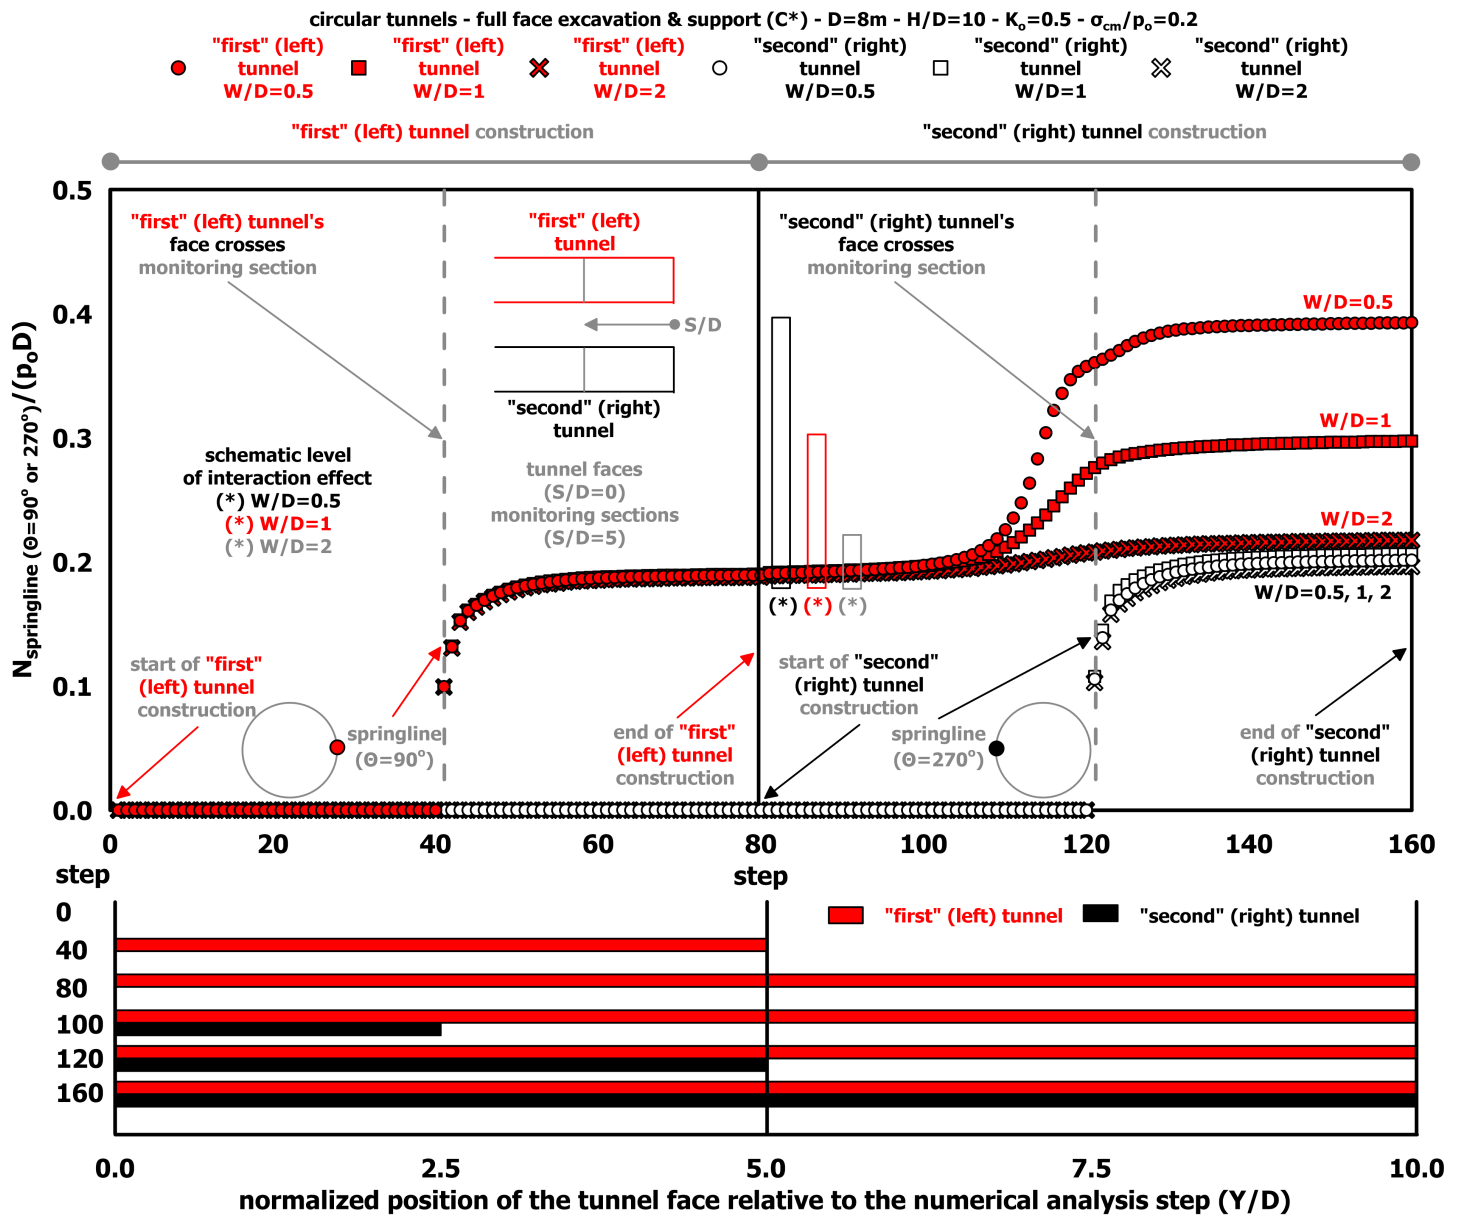 circular tunnels - full face excavation & support (C*) - D=8m - H/D=10 - Kₒ=0.5 - σcm/pₒ=0.2
"first" (left)
tunnel
W/D=0.5
"first" (left)
tunnel
W/D=1
"first" (left)
tunnel
W/D=2
"second" (right)
tunnel
W/D=0.5
"second" (right)
tunnel
W/D=1
"second" (right)
tunnel
W/D=2
"first" (left) tunnel construction
"second" (right) tunnel construction
Nspringline (Θ=90° or 270°)/(pₒD)
0.5
0.4
0.3
0.2
0.1
0.0
"first" (left) tunnel's
face crosses
monitoring section
"first" (left)
tunnel
S/D
"second" (right)
tunnel
tunnel faces
(S/D=0)
monitoring sections
(S/D=5)
schematic level
of interaction effect
(*) W/D=0.5
(*) W/D=1
(*) W/D=2
"second" (right) tunnel's
face crosses
monitoring section
W/D=0.5
W/D=1
W/D=2
W/D=0.5, 1, 2
(*) (*) (*)
start of "first"
(left) tunnel
construction
springline
(Θ=90°)
end of "first"
(left) tunnel
construction
start of "second"
(right) tunnel
construction
springline
(Θ=270°)
end of "second"
(right) tunnel
construction
0 20 40 60 80 100 120 140 160
step
step
0
40
80
100
120
160
"first" (left) tunnel
"second" (right) tunnel
0.0 2.5 5.0 7.5 10.0
normalized position of the tunnel face relative to the numerical analysis step (Y/D)